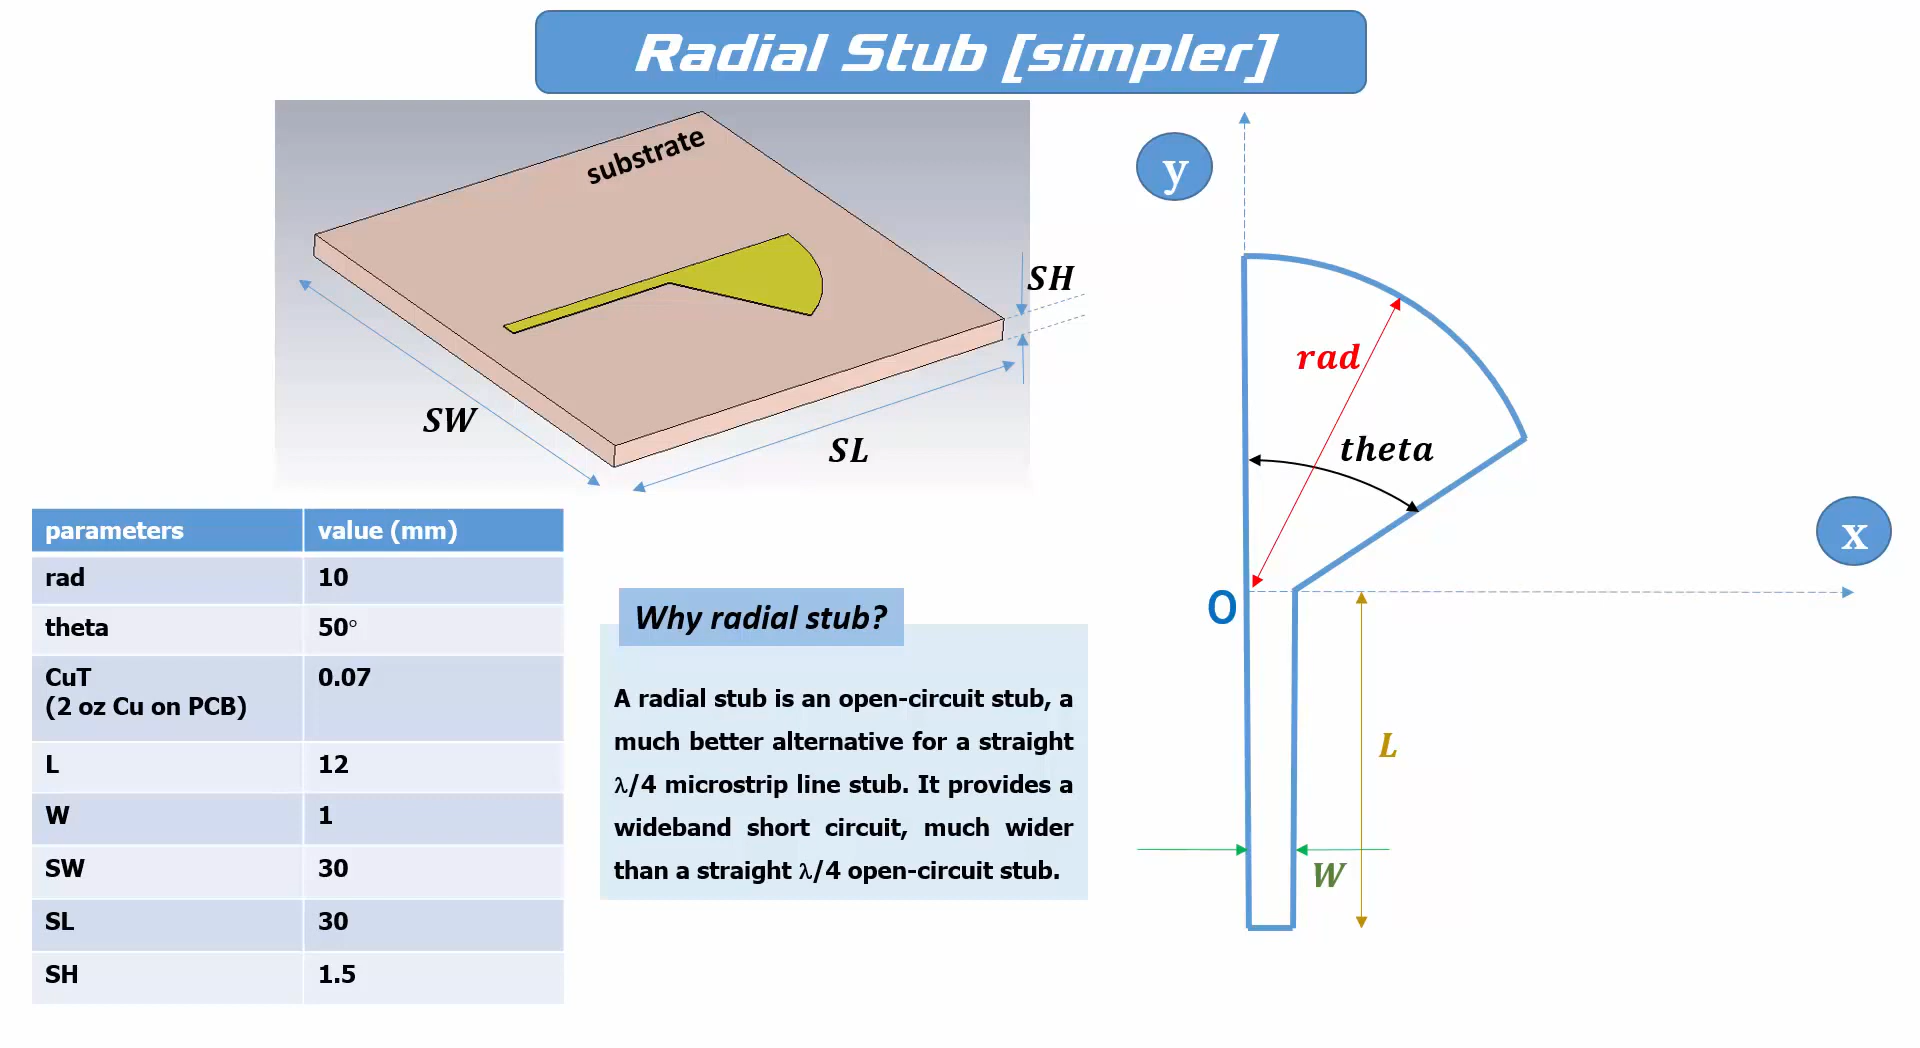 Radial Stub [simpler]
substrate
SH
SW
SL
y
rad
theta
x
O
L
W
parameters value (mm)
rad 10
theta 50°
CuT 0.07
(2 oz Cu on PCB)
L 12
W 1
SW 30
SL 30
SH 1.5
Why radial stub?
A radial stub is an open-circuit stub, a
much better alternative for a straight
λ/4 microstrip line stub. It provides a
wideband short circuit, much wider
than a straight λ/4 open-circuit stub.